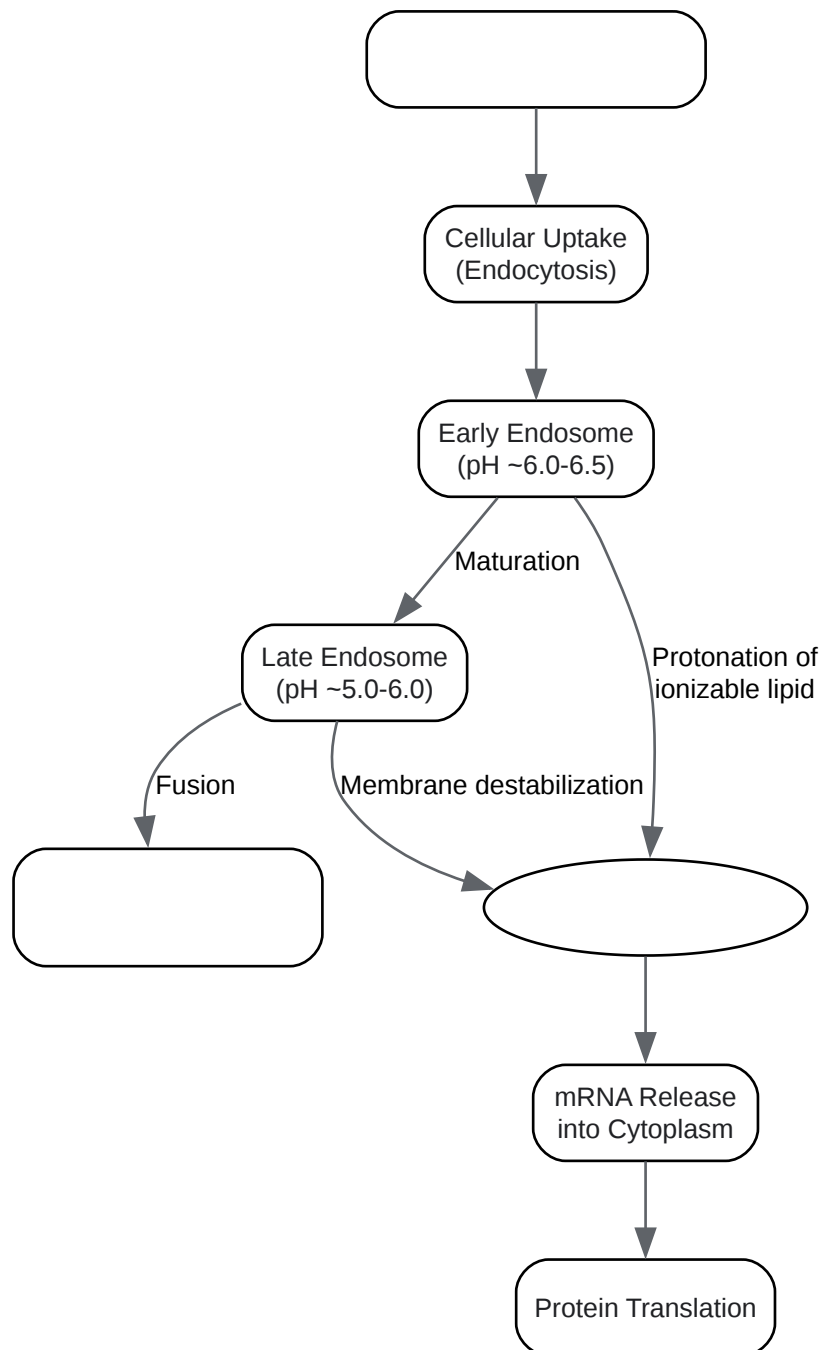 Cellular Uptake
(Endocytosis)
Early Endosome
(pH ~6.0-6.5)
Maturation
Late Endosome
(pH ~5.0-6.0)
Protonation of
ionizable lipid
Fusion
Membrane destabilization
mRNA Release
into Cytoplasm
Protein Translation